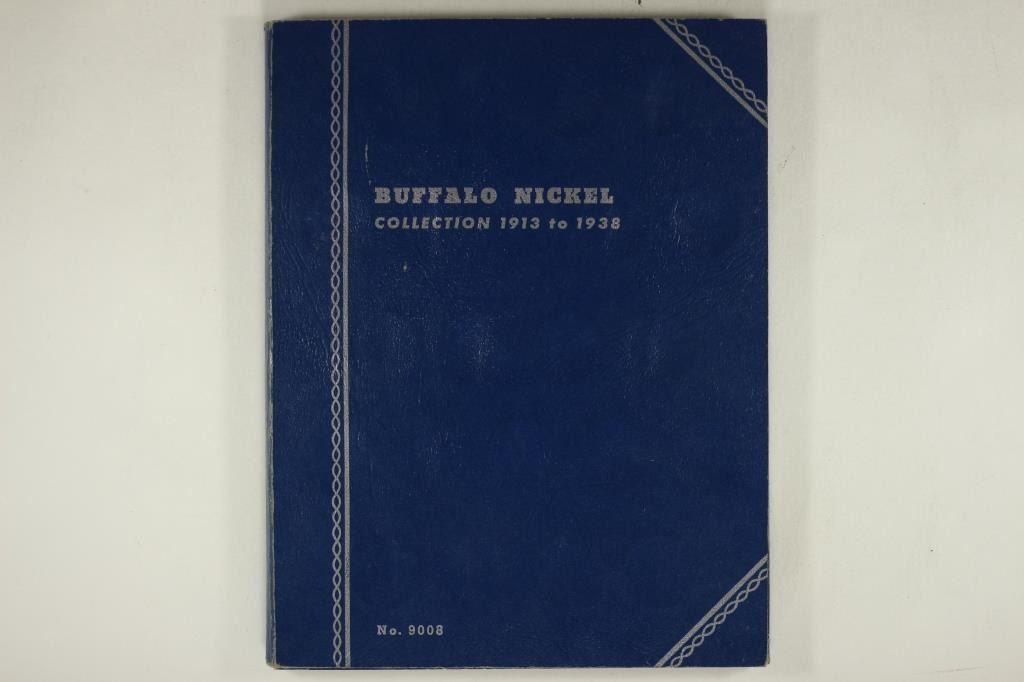 BUFFALO NICKEL
COLLECTION 1913 to 1938
No. 9008